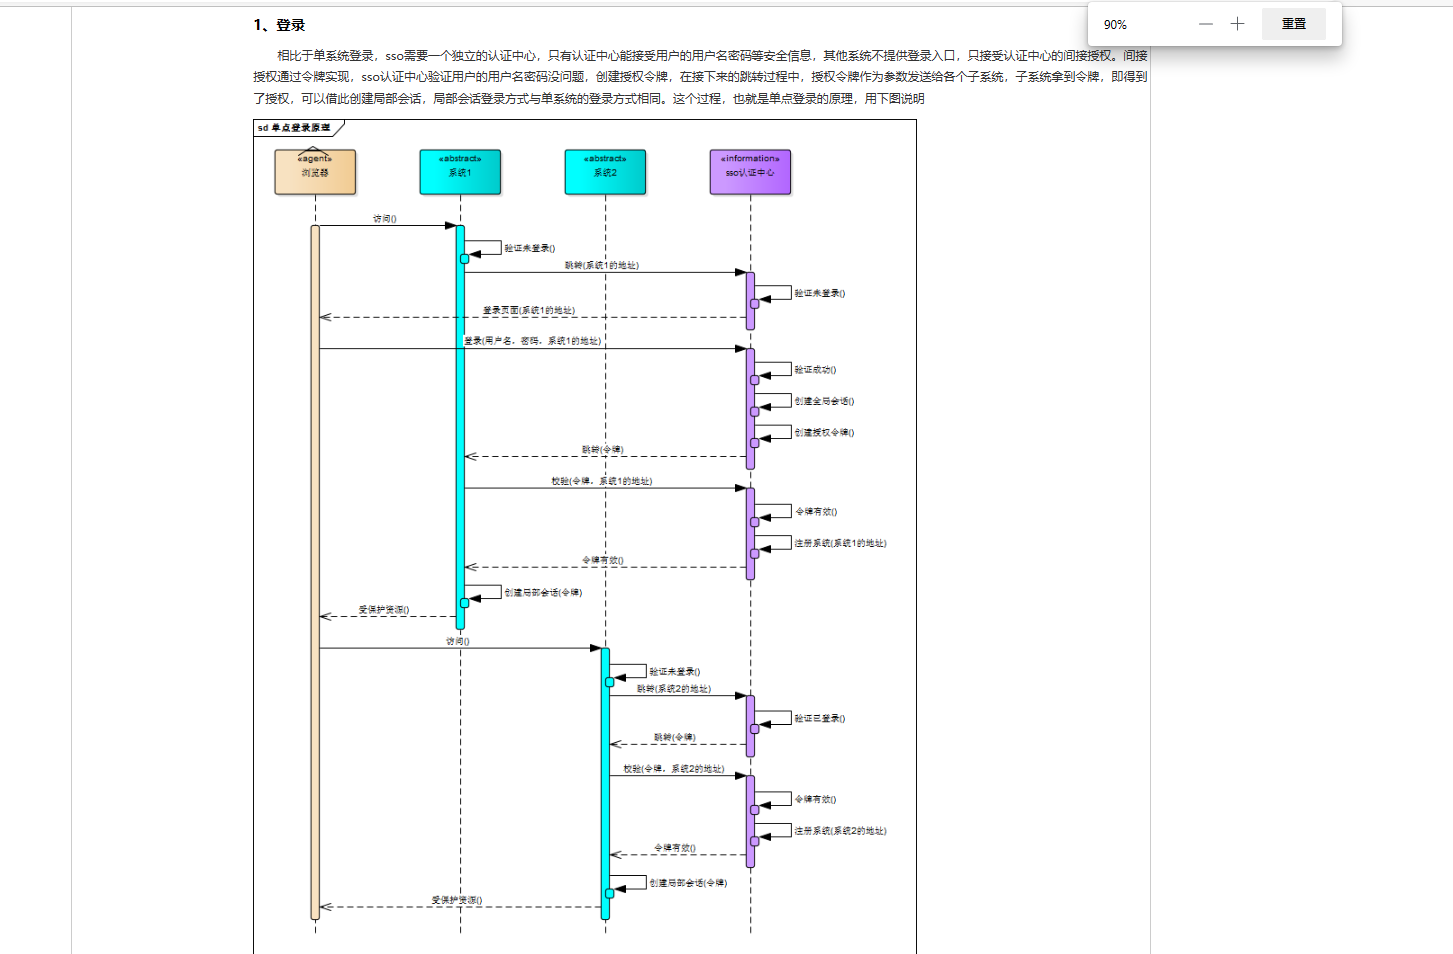 90%
重置
1、登录
相比于单系统登录，sso需要一个独立的认证中心，只有认证中心能接受用户的用户名密码等安全信息，其他系统不提供登录入口，只接受认证中心的间接授权。间接
授权通过令牌实现，sso认证中心验证用户的用户名密码没问题，创建授权令牌，在接下来的跳转过程中，授权令牌作为参数发送给各个子系统，子系统拿到令牌，即得到
了授权，可以借此创建局部会话，局部会话登录方式与单系统的登录方式相同。这个过程，也就是单点登录的原理，用下图说明
sd 单点登录原理
«agent»
浏览器
«abstract»
系统1
«abstract»
系统2
«information»
sso认证中心
访问()
验证未登录()
跳转(系统1的地址)
验证未登录()
登录页面(系统1的地址)
登录(用户名，密码，系统1的地址)
验证成功()
创建全局会话()
创建授权令牌()
跳转(令牌)
校验(令牌，系统1的地址)
令牌有效()
注册系统(系统1的地址)
令牌有效()
创建局部会话(令牌)
受保护资源()
访问()
验证未登录()
跳转(系统2的地址)
验证已登录()
跳转(令牌)
校验(令牌，系统2的地址)
令牌有效()
注册系统(系统2的地址)
令牌有效()
创建局部会话(令牌)
受保护资源()